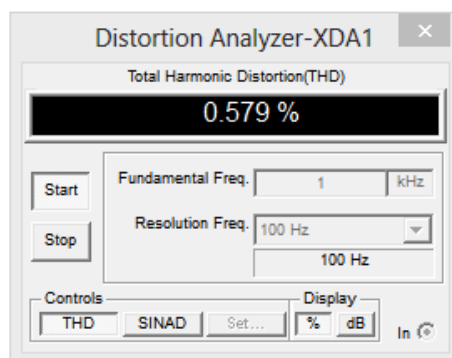 Distortion Analyzer-XDA1
Total Harmonic Distortion(THD)
0.579 %
Start
Fundamental Freq. 1 kHz
Stop
Resolution Freq. 100 Hz
100 Hz
Controls
Display
THD SINAD Set... % dB In